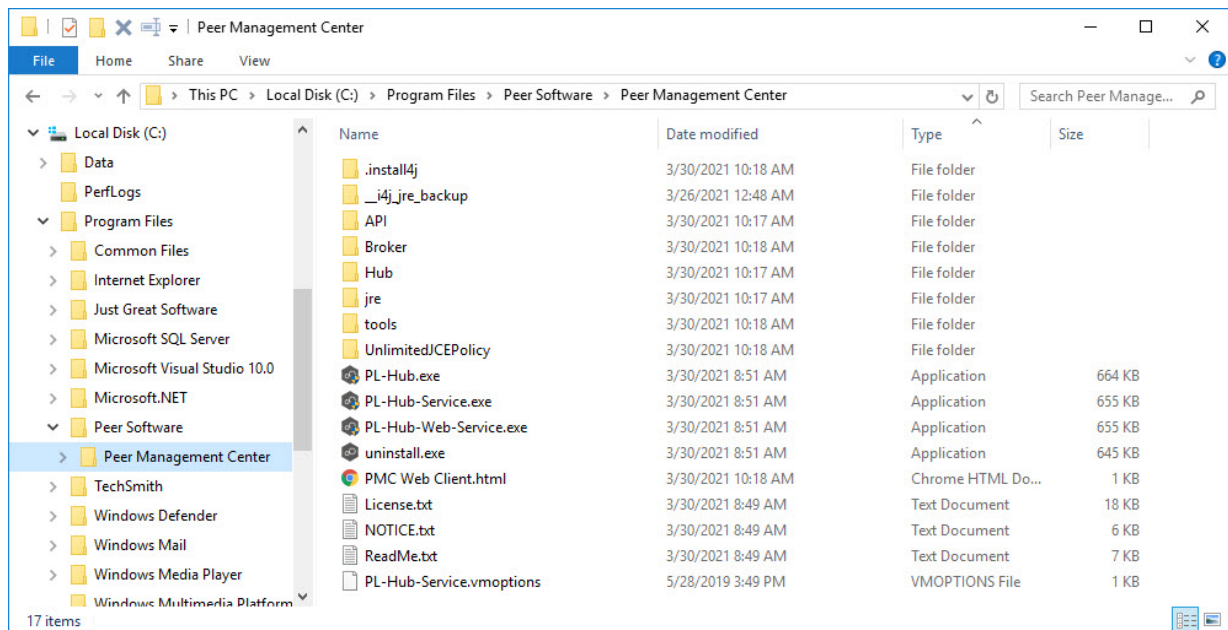 Peer Management Center
File Home Share View
This PC > Local Disk (C:) > Program Files > Peer Software > Peer Management Center Search Peer Manage...
Local Disk (C:)
Data
PerfLogs
Program Files
Common Files
Internet Explorer
Just Great Software
Microsoft SQL Server
Microsoft Visual Studio 10.0
Microsoft.NET
Peer Software
Peer Management Center
TechSmith
Windows Defender
Windows Mail
Windows Media Player
Windows Multimedia Platform
Name Date modified Type Size
.install4j 3/30/2021 10:18 AM File folder
__i4j_jre_backup 3/26/2021 12:48 AM File folder
API 3/30/2021 10:17 AM File folder
Broker 3/30/2021 10:18 AM File folder
Hub 3/30/2021 10:17 AM File folder
jre 3/30/2021 10:17 AM File folder
tools 3/30/2021 10:18 AM File folder
UnlimitedJCEPolicy 3/30/2021 10:18 AM File folder
PL-Hub.exe 3/30/2021 8:51 AM Application 664 KB
PL-Hub-Service.exe 3/30/2021 8:51 AM Application 655 KB
PL-Hub-Web-Service.exe 3/30/2021 8:51 AM Application 655 KB
uninstall.exe 3/30/2021 8:51 AM Application 645 KB
PMC Web Client.html 3/30/2021 10:18 AM Chrome HTML Do... 1 KB
License.txt 3/30/2021 8:49 AM Text Document 18 KB
NOTICE.txt 3/30/2021 8:49 AM Text Document 6 KB
ReadMe.txt 3/30/2021 8:49 AM Text Document 7 KB
PL-Hub-Service.vmoptions 5/28/2019 3:49 PM VMOPTIONS File 1 KB
17 items